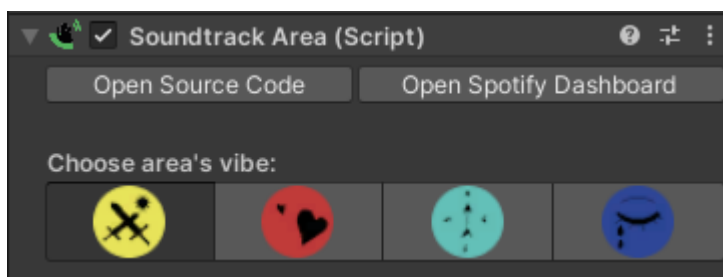 Soundtrack Area (Script)
Open Source Code
Open Spotify Dashboard
Choose area's vibe: